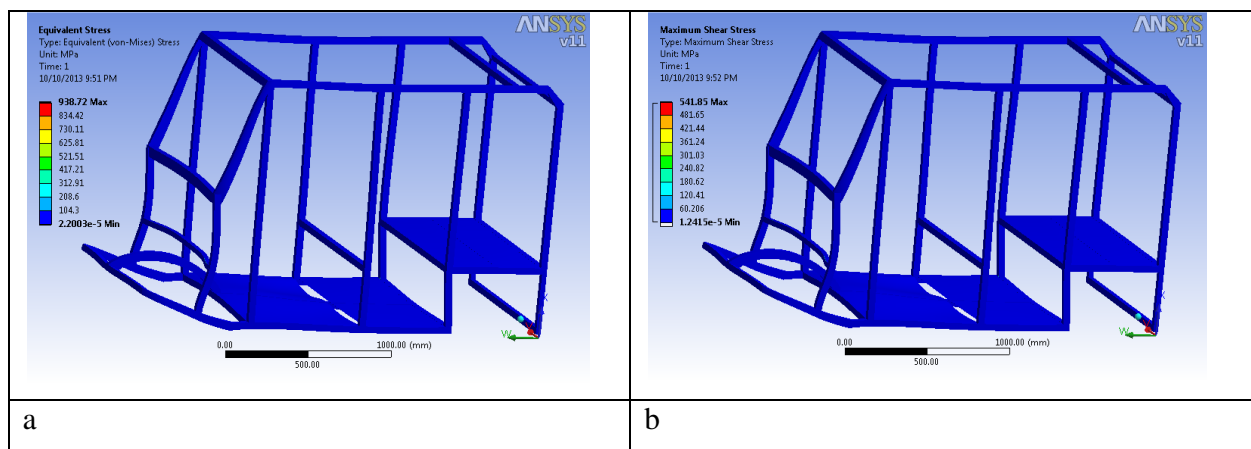 Equivalent Stress
Type: Equivalent (von-Mises) Stress
Unit: MPa
Time: 1
10/10/2013 9:51 PM
938.72 Max
834.42
730.11
625.81
521.51
417.21
312.91
208.6
104.3
2.2003e-5 Min
ANSYS
v11
0.00
1000.00 (mm)
500.00
Maximum Shear Stress
Type: Maximum Shear Stress
Unit: MPa
Time: 1
10/10/2013 9:52 PM
541.85 Max
481.65
421.44
361.24
301.03
240.82
180.62
120.41
60.206
1.2415e-5 Min
ANSYS
v11
0.00
1000.00 (mm)
500.00
a
b